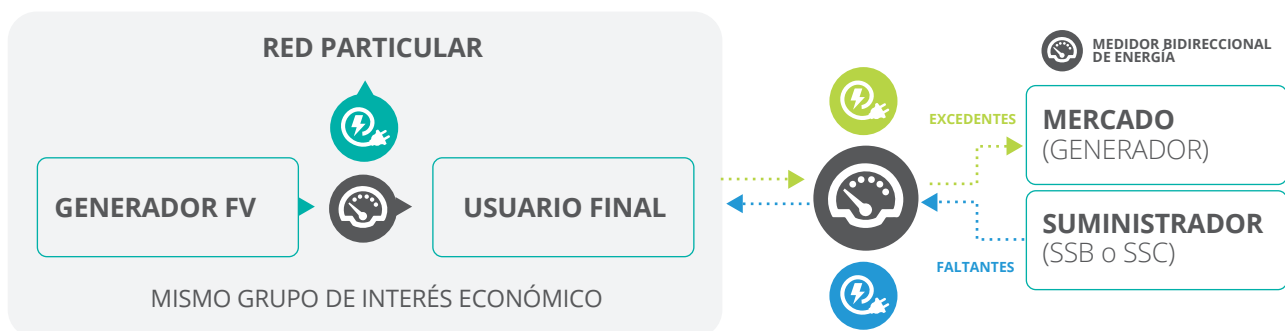 RED PARTICULAR
GENERADOR FV
USUARIO FINAL
MISMO GRUPO DE INTERÉS ECONÓMICO
EXCEDENTES
FALTANTES
MEDIDOR BIDIRECCIONAL
DE ENERGÍA
MERCADO
(GENERADOR)
SUMINISTRADOR
(SSB o SSC)